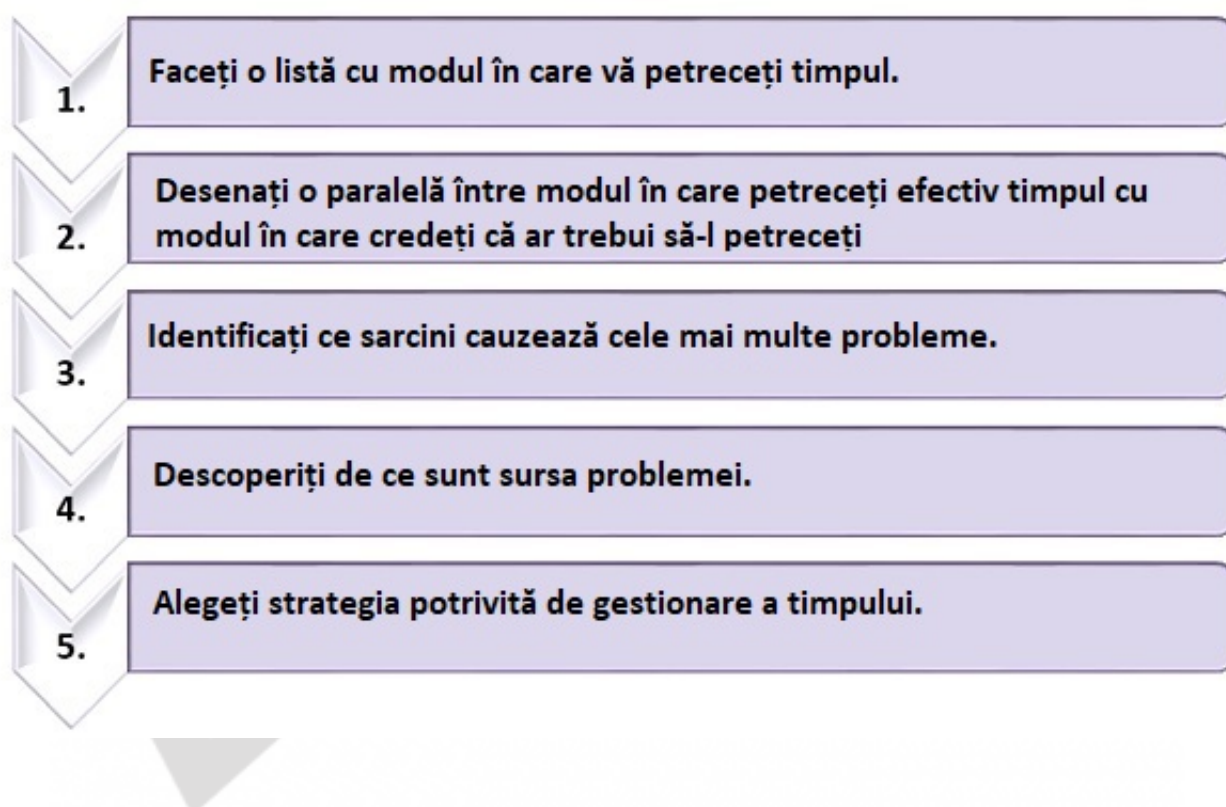 1.
Faceți o listă cu modul în care vă petreceți timpul.
2.
Desenați o paralelă între modul în care petreceți efectiv timpul cu
modul în care credeți că ar trebui să-l petreceți
3.
Identificați ce sarcini cauzează cele mai multe probleme.
4.
Descoperiți de ce sunt sursa problemei.
5.
Alegeți strategia potrivită de gestionare a timpului.